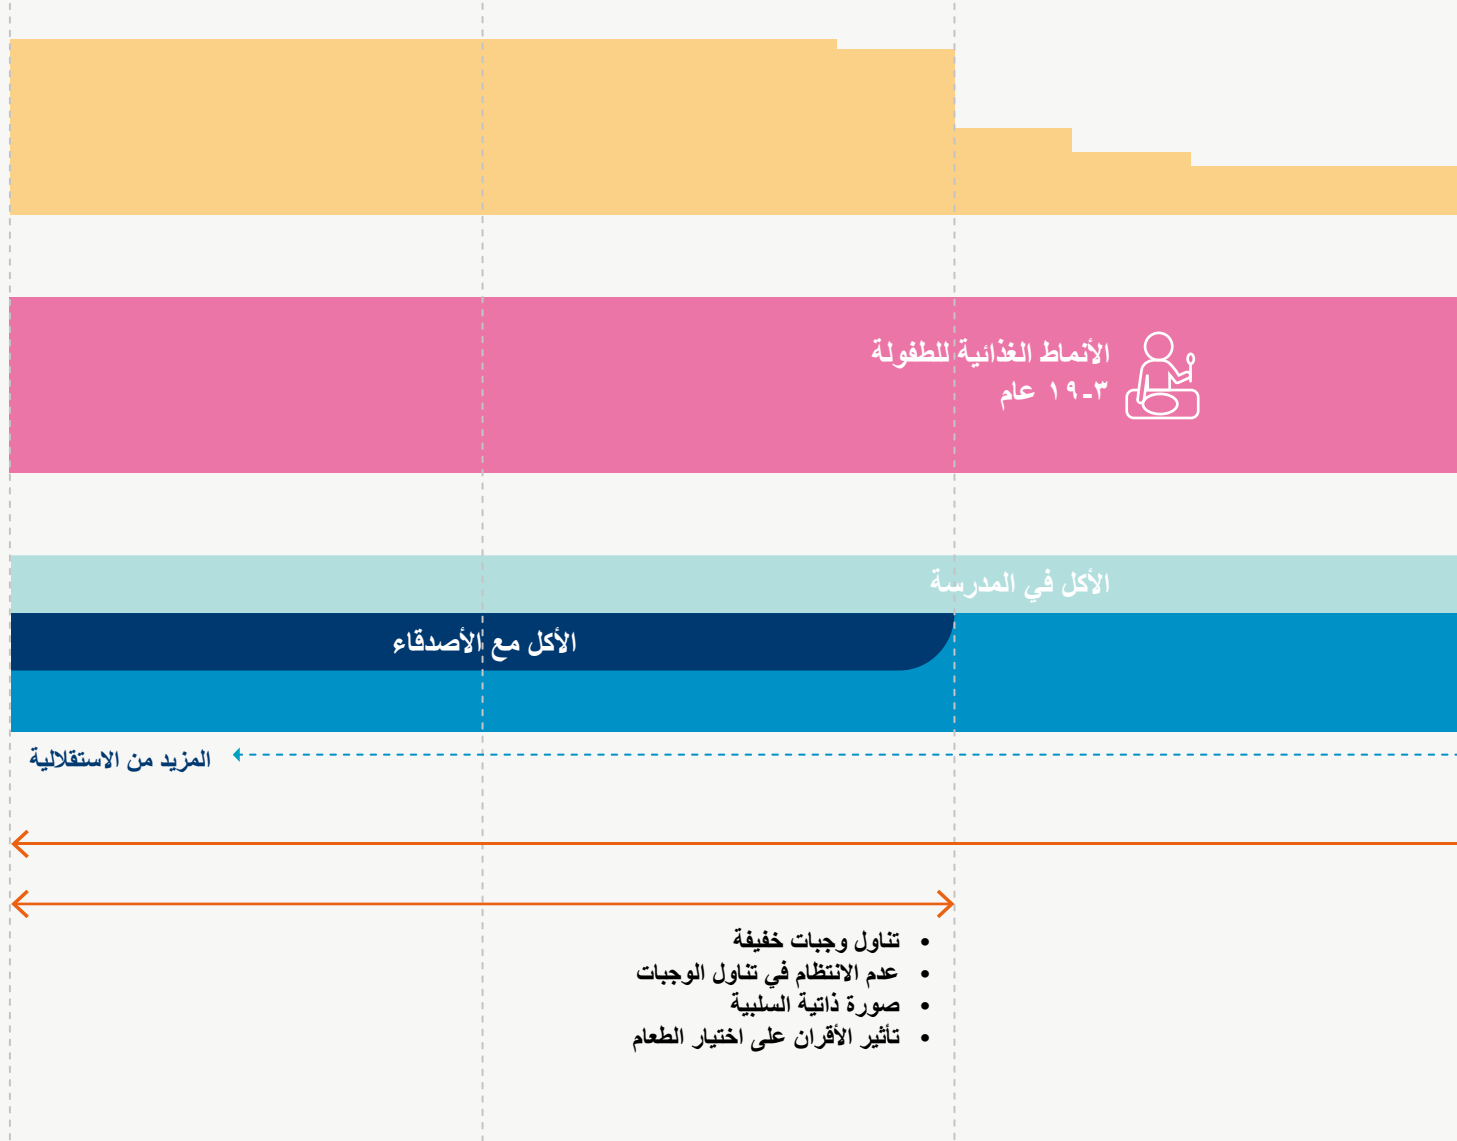 الأنماط الغذائية للطفولة
٣-١٩ عام
الأكل في المدرسة
الأكل مع الأصدقاء
المزيد من الاستقلالية
• تناول وجبات خفيفة
• عدم الانتظام في تناول الوجبات
• صورة ذاتية السلبية
• تأثير الأقران على اختيار الطعام